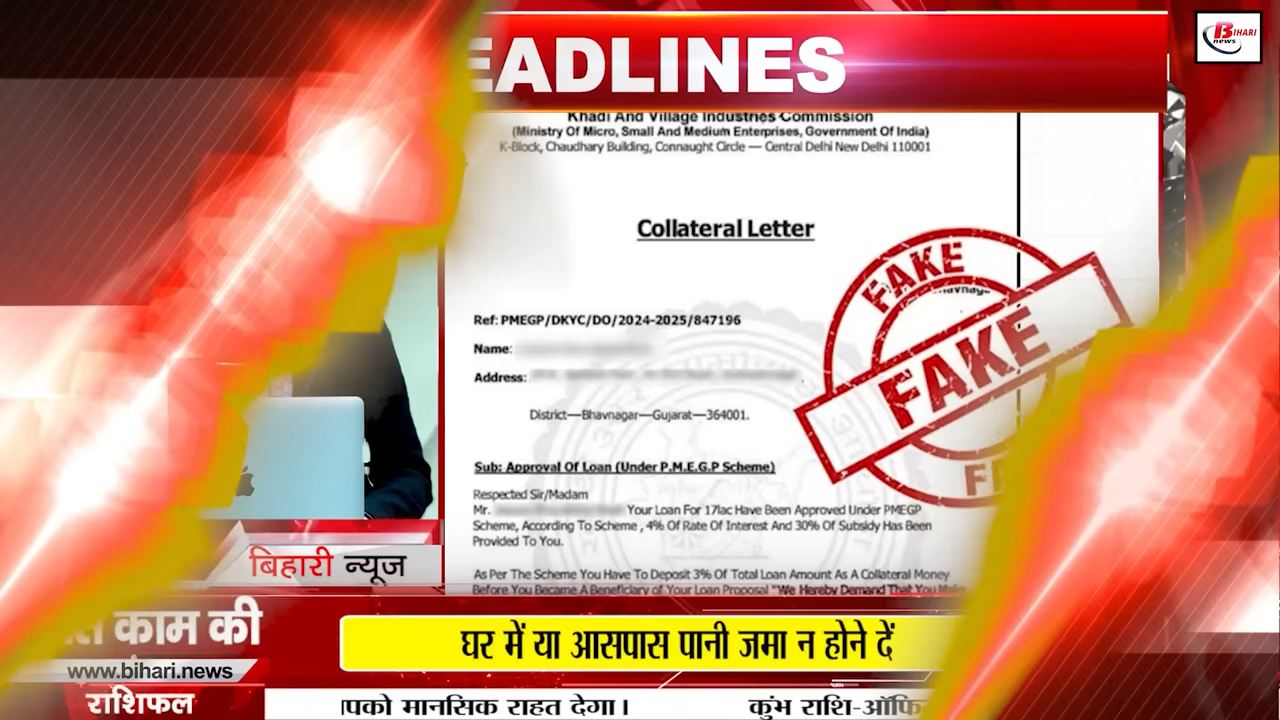 BIHARI
news
EADLINES
Khadi And Village Industries Commission
(Ministry Of Micro, Small And Medium Enterprises, Government Of India)
K-Block, Chaudhary Building, Connaught Circle — Central Delhi New Delhi 110001
Collateral Letter
FAKE
FAKE
Ref: PMEGP/DKYC/DO/2024-2025/847196
Name:
Address:
District—Bhavnagar—Gujarat—364001.
Sub: Approval Of Loan (Under P.M.E.G.P Scheme)
Respected Sir/Madam
Mr. Your Loan For 17lac Have Been Approved Under PMEGP
Scheme, According To Scheme , 4% Of Rate Of Interest And 30% Of Subsidy Has Been
Provided To You.
As Per The Scheme You Have To Deposit 3% Of Total Loan Amount As A Collateral Money
Before You Became A Beneficiary of Your Loan Proposal "We Hereby Demand That You
बिहारी न्यूज
काम की
घर में या आसपास पानी जमा न होने दें
www.bihari.news
राशिफल
पको मानसिक राहत देगा। कुंभ राशि-ऑफि